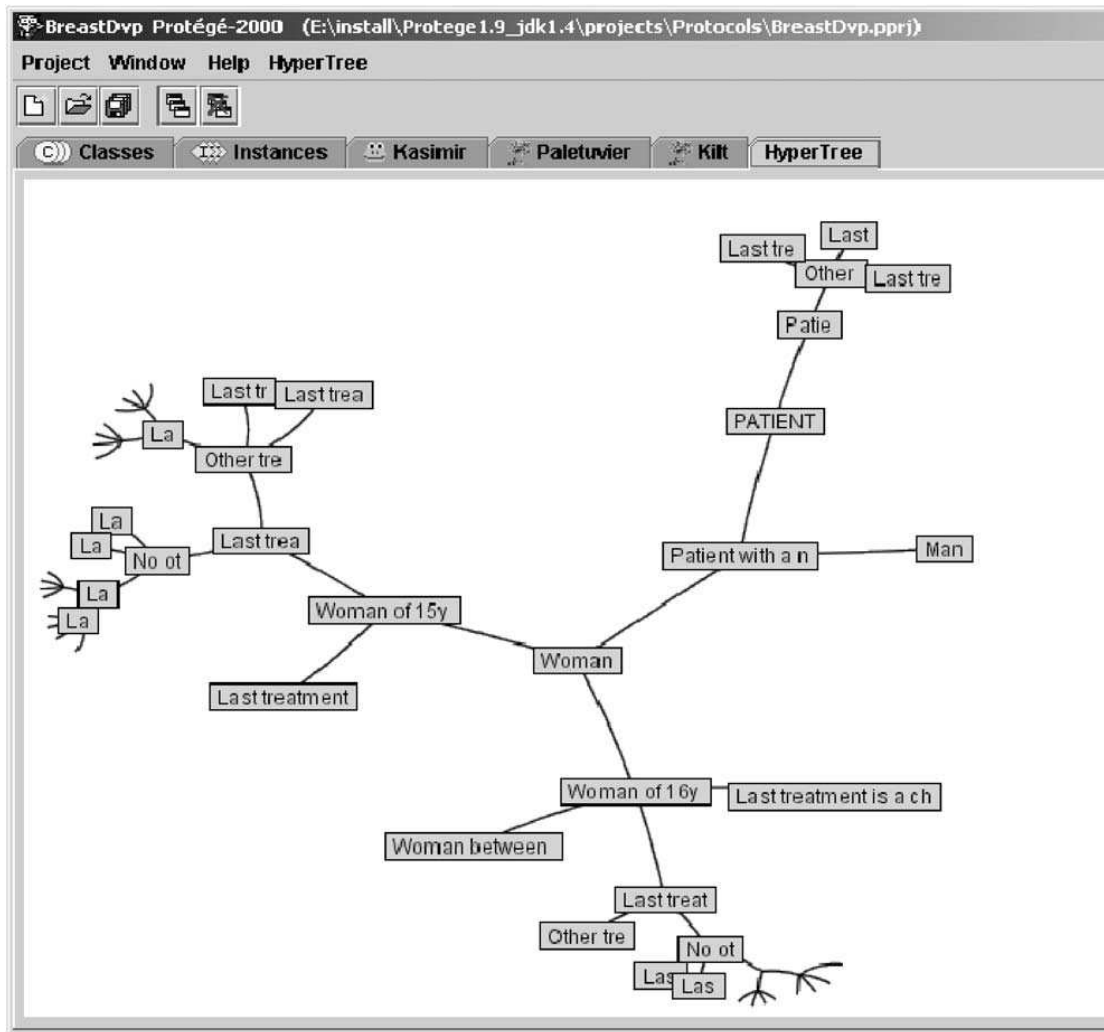 BreastDvp Protégé-2000 (E:\install\Protege1.9_jdk1.4\projects\Protocols\BreastDvp.pprj)
Project Window Help HyperTree
C Classes I Instances Kasimir Paletuvier Kilt HyperTree
Last
Last tre
Other
Last tre
Patie
Last tr
Last trea
PATIENT
La
Other tre
La
Last trea
La
No ot
Patient with a n
Man
La
Woman of 15y
La
Woman
Last treatment
Woman of 16y
Last treatment is a ch
Woman between
Last treat
Other tre
No ot
Las
Las